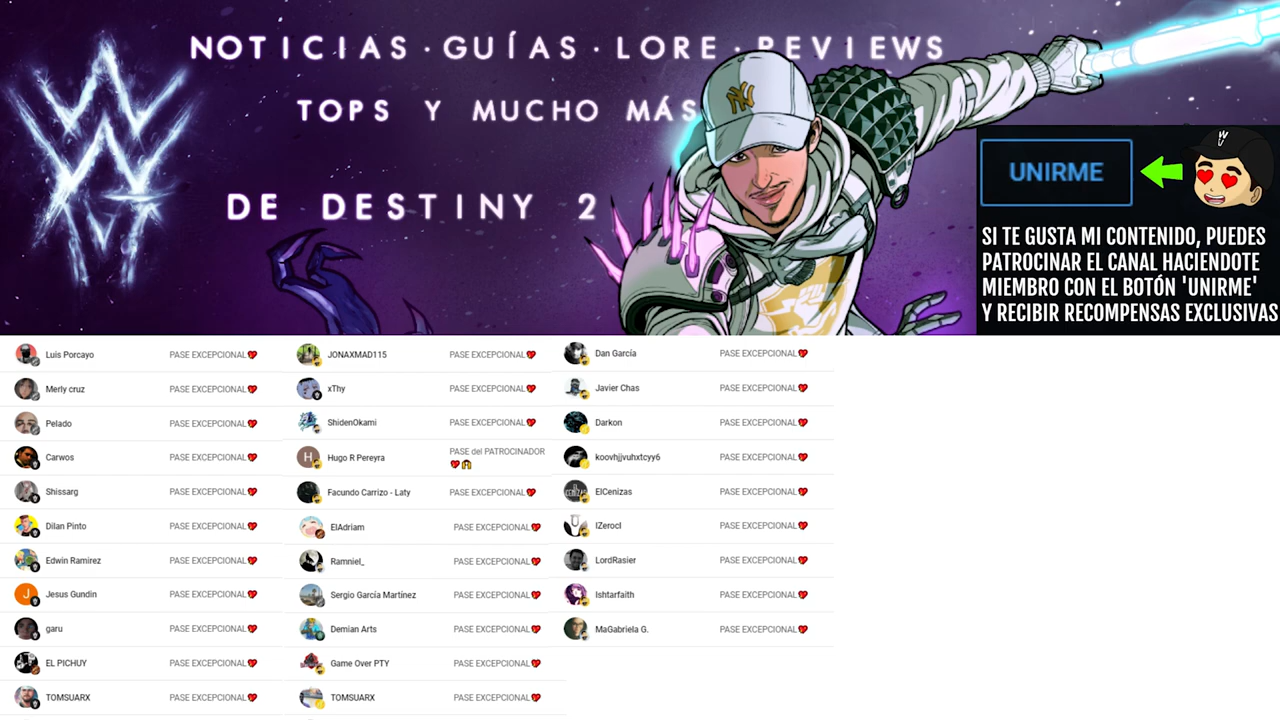 NOTICIAS · GUÍAS · LORE · REVIEWS
TOPS Y MUCHO MÁS
DE DESTINY 2
UNIRME
SI TE GUSTA MI CONTENIDO, PUEDES
PATROCINAR EL CANAL HACIENDOTE
MIEMBRO CON EL BOTÓN 'UNIRME'
Y RECIBIR RECOMPENSAS EXCLUSIVAS
Luis Porcayo PASE EXCEPCIONAL
Merly cruz PASE EXCEPCIONAL
Pelado PASE EXCEPCIONAL
Carwos PASE EXCEPCIONAL
Shissarg PASE EXCEPCIONAL
Dilan Pinto PASE EXCEPCIONAL
Edwin Ramirez PASE EXCEPCIONAL
J
Jesus Gundin PASE EXCEPCIONAL
garu PASE EXCEPCIONAL
EL PICHUY PASE EXCEPCIONAL
TOMSUARX PASE EXCEPCIONAL
JONAXMAD115 PASE EXCEPCIONAL
xThy PASE EXCEPCIONAL
ShidenOkami PASE EXCEPCIONAL
H
Hugo R Pereyra PASE del PATROCINADOR
Facundo Carrizo - Laty PASE EXCEPCIONAL
ElAdriam PASE EXCEPCIONAL
Ramniel_ PASE EXCEPCIONAL
Sergio García Martínez PASE EXCEPCIONAL
Demian Arts PASE EXCEPCIONAL
Game Over PTY PASE EXCEPCIONAL
TOMSUARX PASE EXCEPCIONAL
Dan García PASE EXCEPCIONAL
Javier Chas PASE EXCEPCIONAL
Darkon PASE EXCEPCIONAL
koovhjjvuhxtcyy6 PASE EXCEPCIONAL
ElCenizas PASE EXCEPCIONAL
IZerocI PASE EXCEPCIONAL
LordRasier PASE EXCEPCIONAL
Ishtarfaith PASE EXCEPCIONAL
MaGabriela G. PASE EXCEPCIONAL